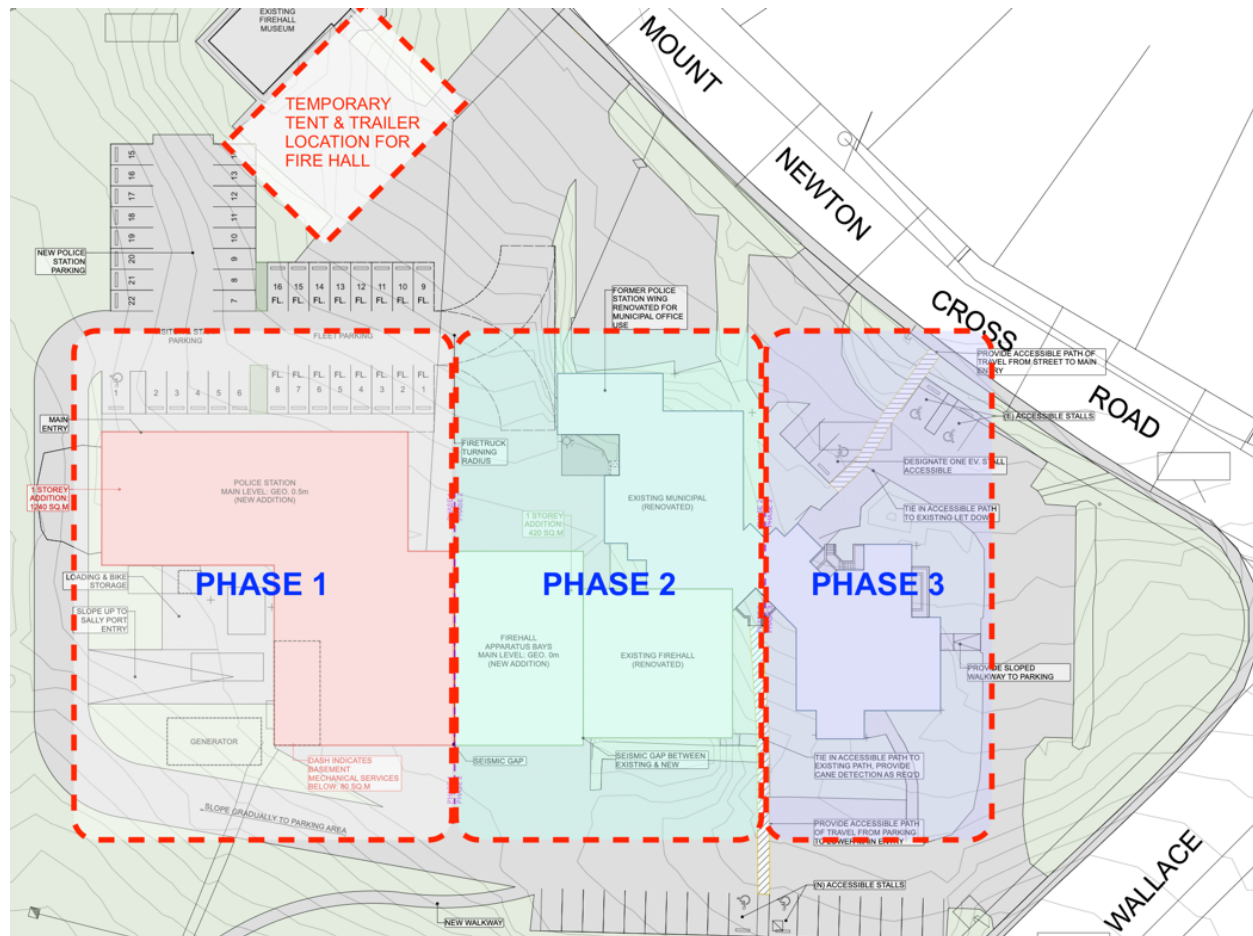 EXISTING
FIREHALL
MUSEUM
TEMPORARY
TENT & TRAILER
LOCATION FOR
FIRE HALL
MOUNT
NEWTON
CROSS
ROAD
WALLACE
15
16
17
18
19
20
21
22
13
12
11
10
9
8
7
NEW POLICE
STATION
PARKING
16
FL.
15
FL.
14
FL.
13
FL.
12
FL.
11
FL.
10
FL.
9
FL.
FORMER POLICE
STATION WING
RENOVATED FOR
MUNICIPAL OFFICE
USE
PARKING
FLEET PARKING
PROVIDE ACCESSIBLE PATH OF
TRAVEL FROM STREET TO MAIN
ENTRY
1
2
3
4
5
6
FL.
8
FL.
7
FL.
6
FL.
5
FL.
4
FL.
3
FL.
2
FL.
1
MAIN
ENTRY
(E) ACCESSIBLE STALLS
FIRETRUCK
TURNING
RADIUS
DESIGNATE ONE EV. STALL
ACCESSIBLE
1 STOREY
ADDITION:
1240 SQ.M
POLICE STATION
MAIN LEVEL: GEO. 0.5m
(NEW ADDITION)
EXISTING MUNICIPAL
(RENOVATED)
1 STOREY
ADDITION:
420 SQ.M
TIE IN ACCESSIBLE PATH
TO EXISTING LET DOWN
LOADING & BIKE
STORAGE
PHASE 1
PHASE 2
PHASE 3
SLOPE UP TO
SALLY PORT
ENTRY
FIREHALL
APPARATUS BAYS
MAIN LEVEL: GEO. 0m
(NEW ADDITION)
EXISTING FIREHALL
(RENOVATED)
PROVIDE SLOPED
WALKWAY TO PARKING
GENERATOR
DASH INDICATES
BASEMENT
MECHANICAL SERVICES
BELOW: 80 SQ.M
SEISMIC GAP
SEISMIC GAP BETWEEN
EXISTING & NEW
TIE IN ACCESSIBLE PATH TO
EXISTING PATH, PROVIDE
CANE DETECTION AS REQ'D
SLOPE GRADUALLY TO PARKING AREA
PROVIDE ACCESSIBLE PATH
OF TRAVEL FROM PARKING
TO LOWER MAIN ENTRY
(N) ACCESSIBLE STALLS
NEW WALKWAY